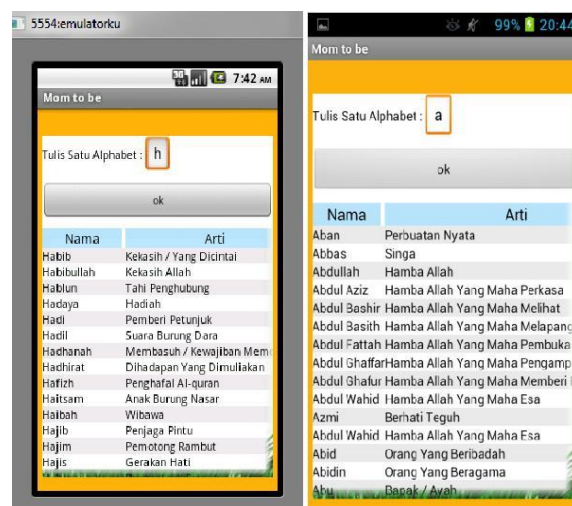 5554:emulatorku
3G 7:42 AM
Mom to be
Tulis Satu Alphabet : h
ok
Nama Arti
Habib Kekasih / Yang Dicintai
Habibullah Kekasih Allah
Hablun Tali Penghubung
Hadaya Hadiah
Hadi Pemberi Petunjuk
Hadil Suara Burung Dara
Hadhanah Membasuh / Kewajiban Mem
Hadhirat Dihadapan Yang Dimuliakan
Hafizh Penghafal Al-quran
Haitsam Anak Burung Nasar
Haibah Wibawa
Hajib Penjaga Pintu
Hajim Pemotong Rambut
Hajis Gerakan Hati
99% 20:44
Mom to be
Tulis Satu Alphabet : a
ok
Nama Arti
Aban Perbuatan Nyata
Abbas Singa
Abdullah Hamba Allah
Abdul Aziz Hamba Allah Yang Maha Perkasa
Abdul Bashir Hamba Allah Yang Maha Melihat
Abdul Basith Hamba Allah Yang Maha Melapang
Abdul Fattah Hamba Allah Yang Maha Pembuka
Abdul Ghaffar Hamba Allah Yang Maha Pengamp
Abdul Ghafur Hamba Allah Yang Maha Memberi
Abdul Wahid Hamba Allah Yang Maha Esa
Azmi Berhati Teguh
Abdul Wahid Hamba Allah Yang Maha Esa
Abid Orang Yang Beribadah
Abidin Orang Yang Beragama
Abu Bapak / Ayah